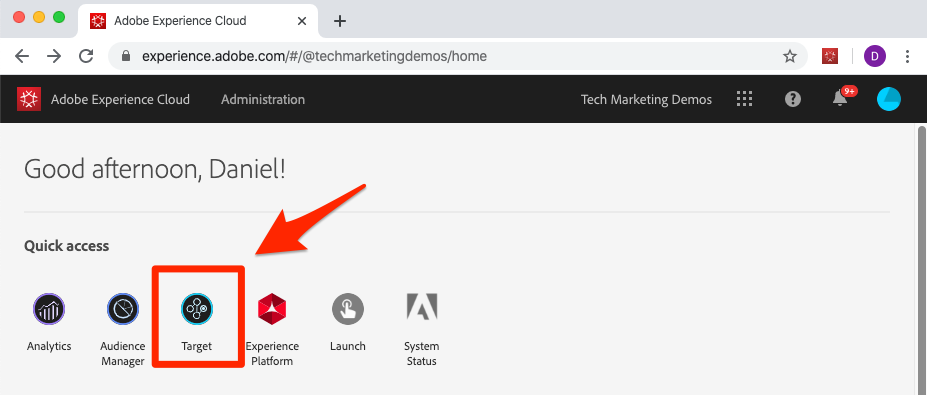 Adobe Experience Cloud
experience.adobe.com/#/@techmarketingdemos/home
D
Adobe Experience Cloud Administration Tech Marketing Demos 9+
Good afternoon, Daniel!
Quick access
Analytics
Audience
Manager
Target
Experience
Platform
Launch
System
Status